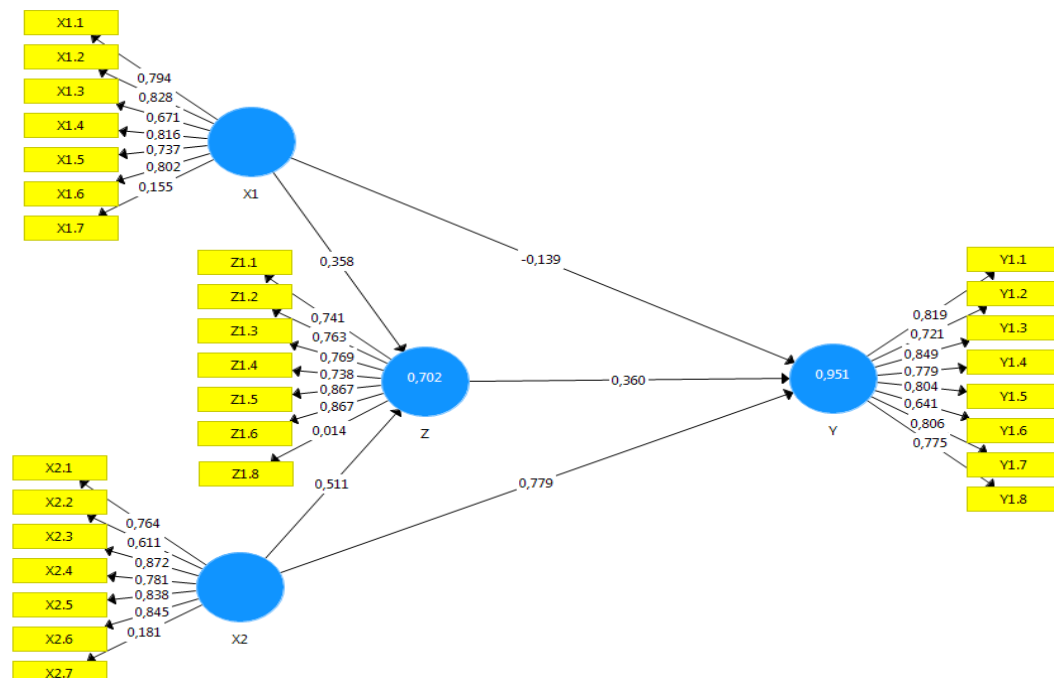 X1.1
X1.2
X1.3
X1.4
X1.5
X1.6
X1.7
0,794
0,828
0,671
0,816
0,737
0,802
0,155
X1
0,358
-0,139
Z1.1
Z1.2
Z1.3
Z1.4
Z1.5
Z1.6
Z1.8
0,741
0,763
0,769
0,738
0,867
0,867
0,014
0,702
Z
0,360
0,511
0,779
X2.1
X2.2
X2.3
X2.4
X2.5
X2.6
X2.7
0,764
0,611
0,872
0,781
0,838
0,845
0,181
X2
0,951
Y
0,819
0,721
0,849
0,779
0,804
0,641
0,806
0,775
Y1.1
Y1.2
Y1.3
Y1.4
Y1.5
Y1.6
Y1.7
Y1.8